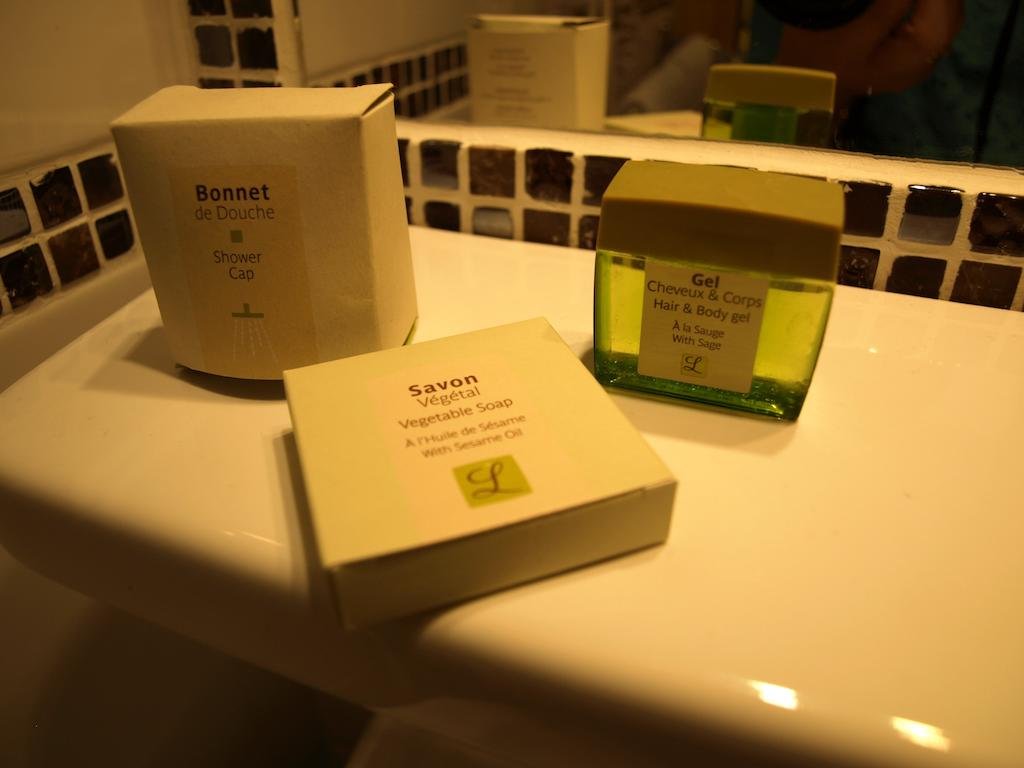 Bonnet
de Douche
Shower
Cap
Savon
Végétal
Vegetable Soap
À l'Huile de Sésame
With Sesame Oil
L
Gel
Cheveux & Corps
Hair & Body gel
À la Sauge
With Sage
L